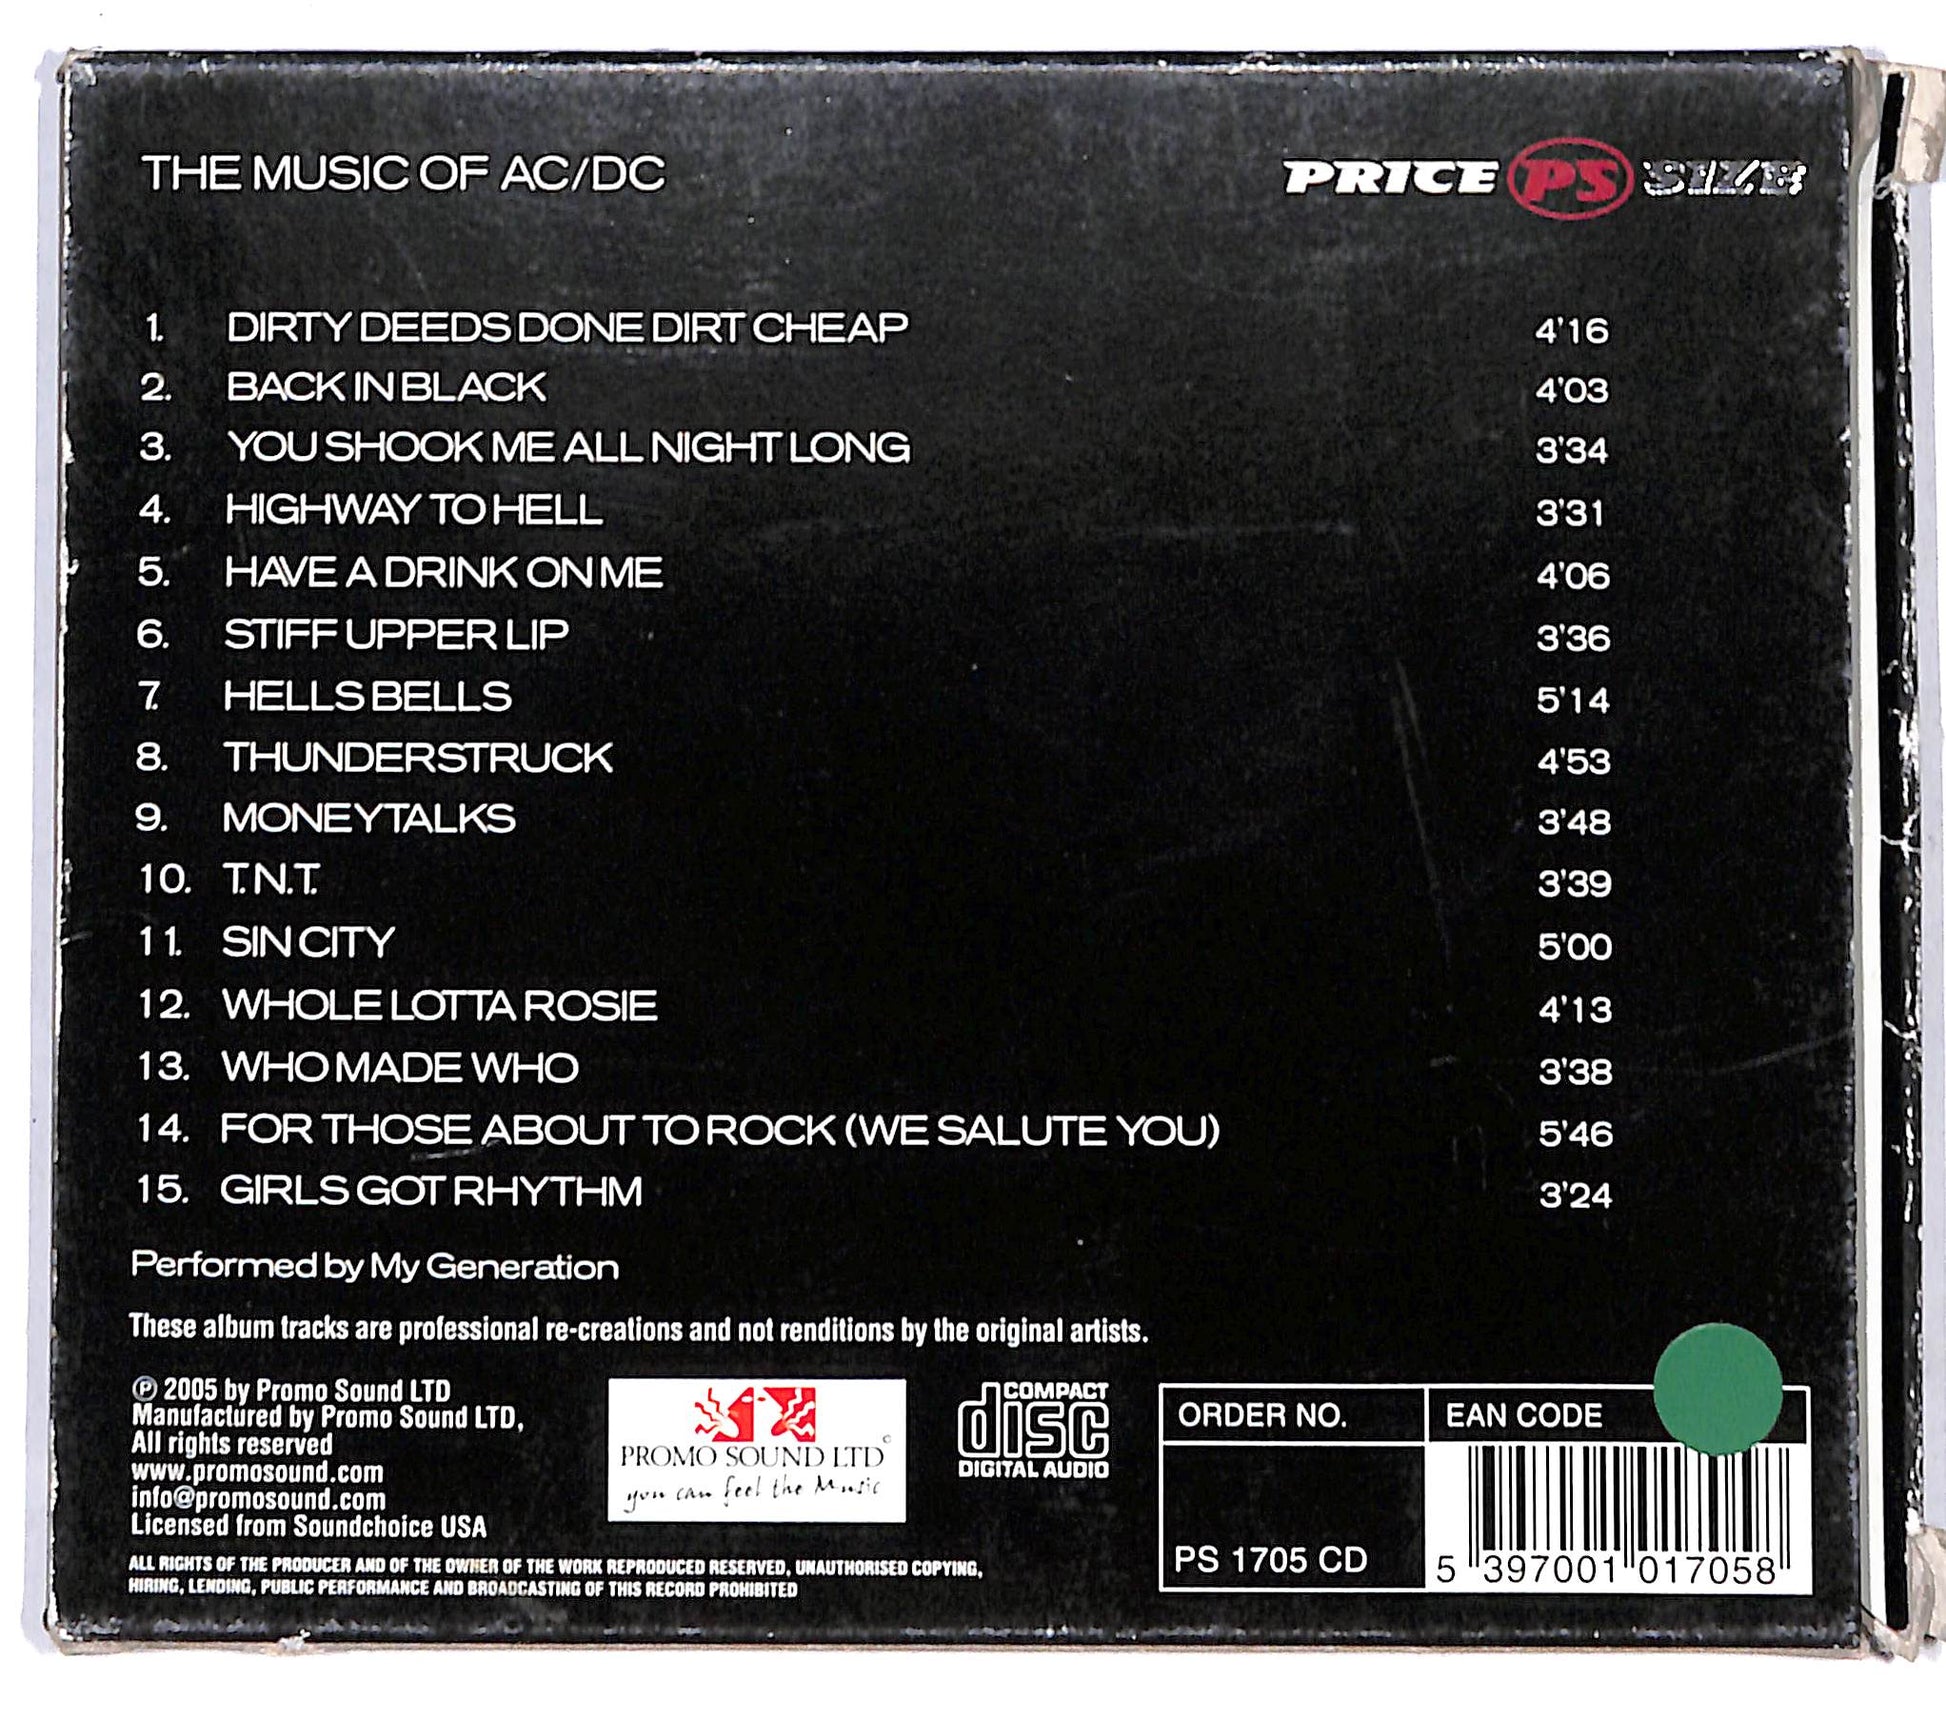 THE MUSIC OF AC/DC
PRICE PS SIZE
1. DIRTY DEEDS DONE DIRT CHEAP 4'16
2. BACK IN BLACK 4'03
3. YOU SHOOK ME ALL NIGHT LONG 3'34
4. HIGHWAY TO HELL 3'31
5. HAVE A DRINK ON ME 4'06
6. STIFF UPPER LIP 3'36
7. HELLS BELLS 5'14
8. THUNDERSTRUCK 4'53
9. MONEYTALKS 3'48
10. T.N.T. 3'39
11. SIN CITY 5'00
12. WHOLE LOTTA ROSIE 4'13
13. WHO MADE WHO 3'38
14. FOR THOSE ABOUT TO ROCK (WE SALUTE YOU) 5'46
15. GIRLS GOT RHYTHM 3'24
Performed by My Generation
These album tracks are professional re-creations and not renditions by the original artists.
℗ 2005 by Promo Sound LTD
Manufactured by Promo Sound LTD,
All rights reserved
www.promosound.com
info@promosound.com
Licensed from Soundchoice USA
ALL RIGHTS OF THE PRODUCER AND OF THE OWNER OF THE WORK REPRODUCED RESERVED, UNAUTHORISED COPYING,
HIRING, LENDING, PUBLIC PERFORMANCE AND BROADCASTING OF THIS RECORD PROHIBITED
PROMO SOUND LTD©
you can feel the Music
COMPACT
disc
DIGITAL AUDIO
ORDER NO.
PS 1705 CD
EAN CODE
5 397001 017058